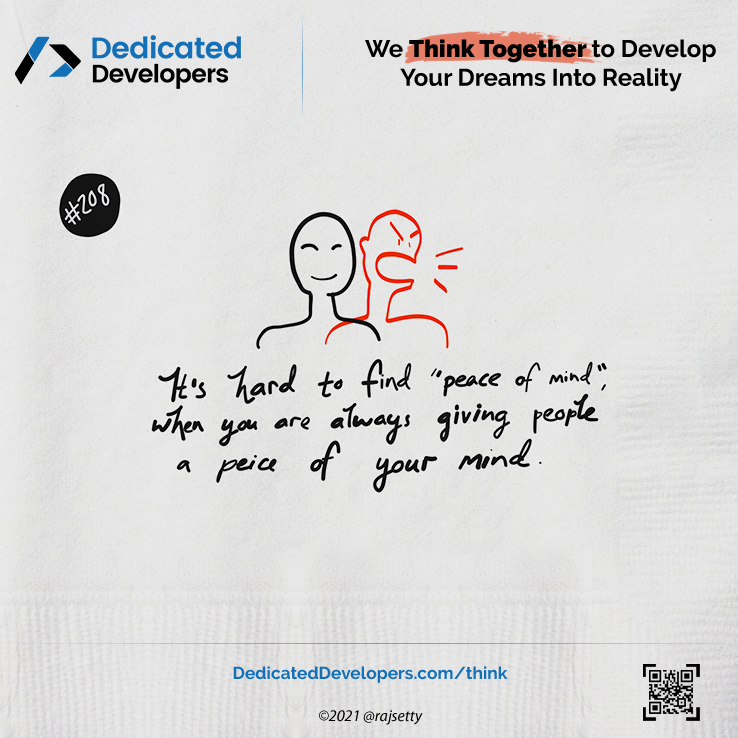 Dedicated
Developers
We Think Together to Develop
Your Dreams Into Reality
#208
It's hard to find "peace of mind",
when you are always giving people
a peice of your mind.
DedicatedDevelopers.com/think
©2021 @rajsetty